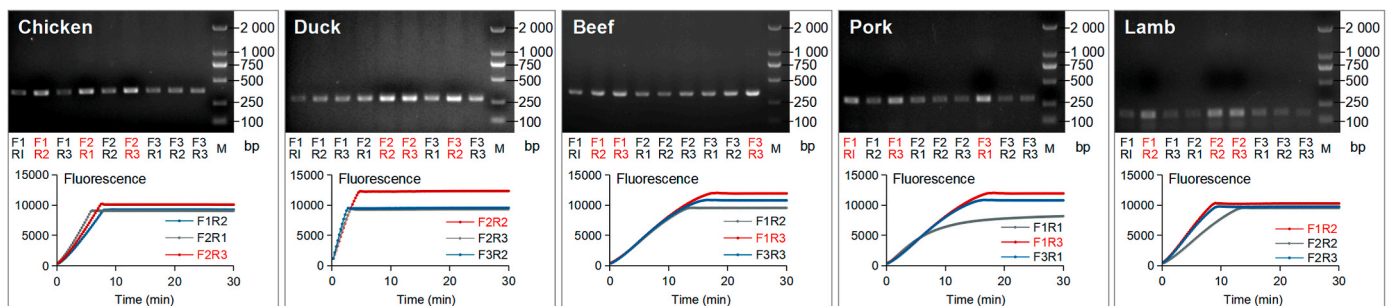 Chicken
2 000
1 000
750
500
250
100
F1 F1 F1 F2 F2 F2 F3 F3 F3 M bp
RI R2 R3 R1 R2 R3 R1 R2 R3
15000
10000
5000
0
Fluorescence
F1R2
F2R1
F2R3
0 10 20 30
Time (min)
Duck
2 000
1 000
750
500
250
100
F1 F1 F1 F2 F2 F2 F3 F3 F3 M bp
R1 R2 R3 R1 R2 R3 R1 R2 R3
15000
10000
5000
0
Fluorescence
F2R2
F2R3
F3R2
0 10 20 30
Time (min)
Beef
2 000
1 000
750
500
250
100
F1 F1 F1 F2 F2 F2 F3 F3 F3 M bp
RI R2 R3 R1 R2 R3 R1 R2 R3
15000
10000
5000
0
Fluorescence
F1R2
F1R3
F3R3
0 10 20 30
Time (min)
Pork
2 000
1 000
750
500
250
100
F1 F1 F1 F2 F2 F2 F3 F3 F3 M bp
RI R2 R3 R1 R2 R3 R1 R2 R3
15000
10000
5000
0
Fluorescence
F1R1
F1R3
F3R1
0 10 20 30
Time (min)
Lamb
2 000
1 000
750
500
250
100
F1 F1 F1 F2 F2 F2 F3 F3 F3 M bp
RI R2 R3 R1 R2 R3 R1 R2 R3
15000
10000
5000
0
Fluorescence
F1R2
F2R2
F2R3
0 10 20 30
Time (min)